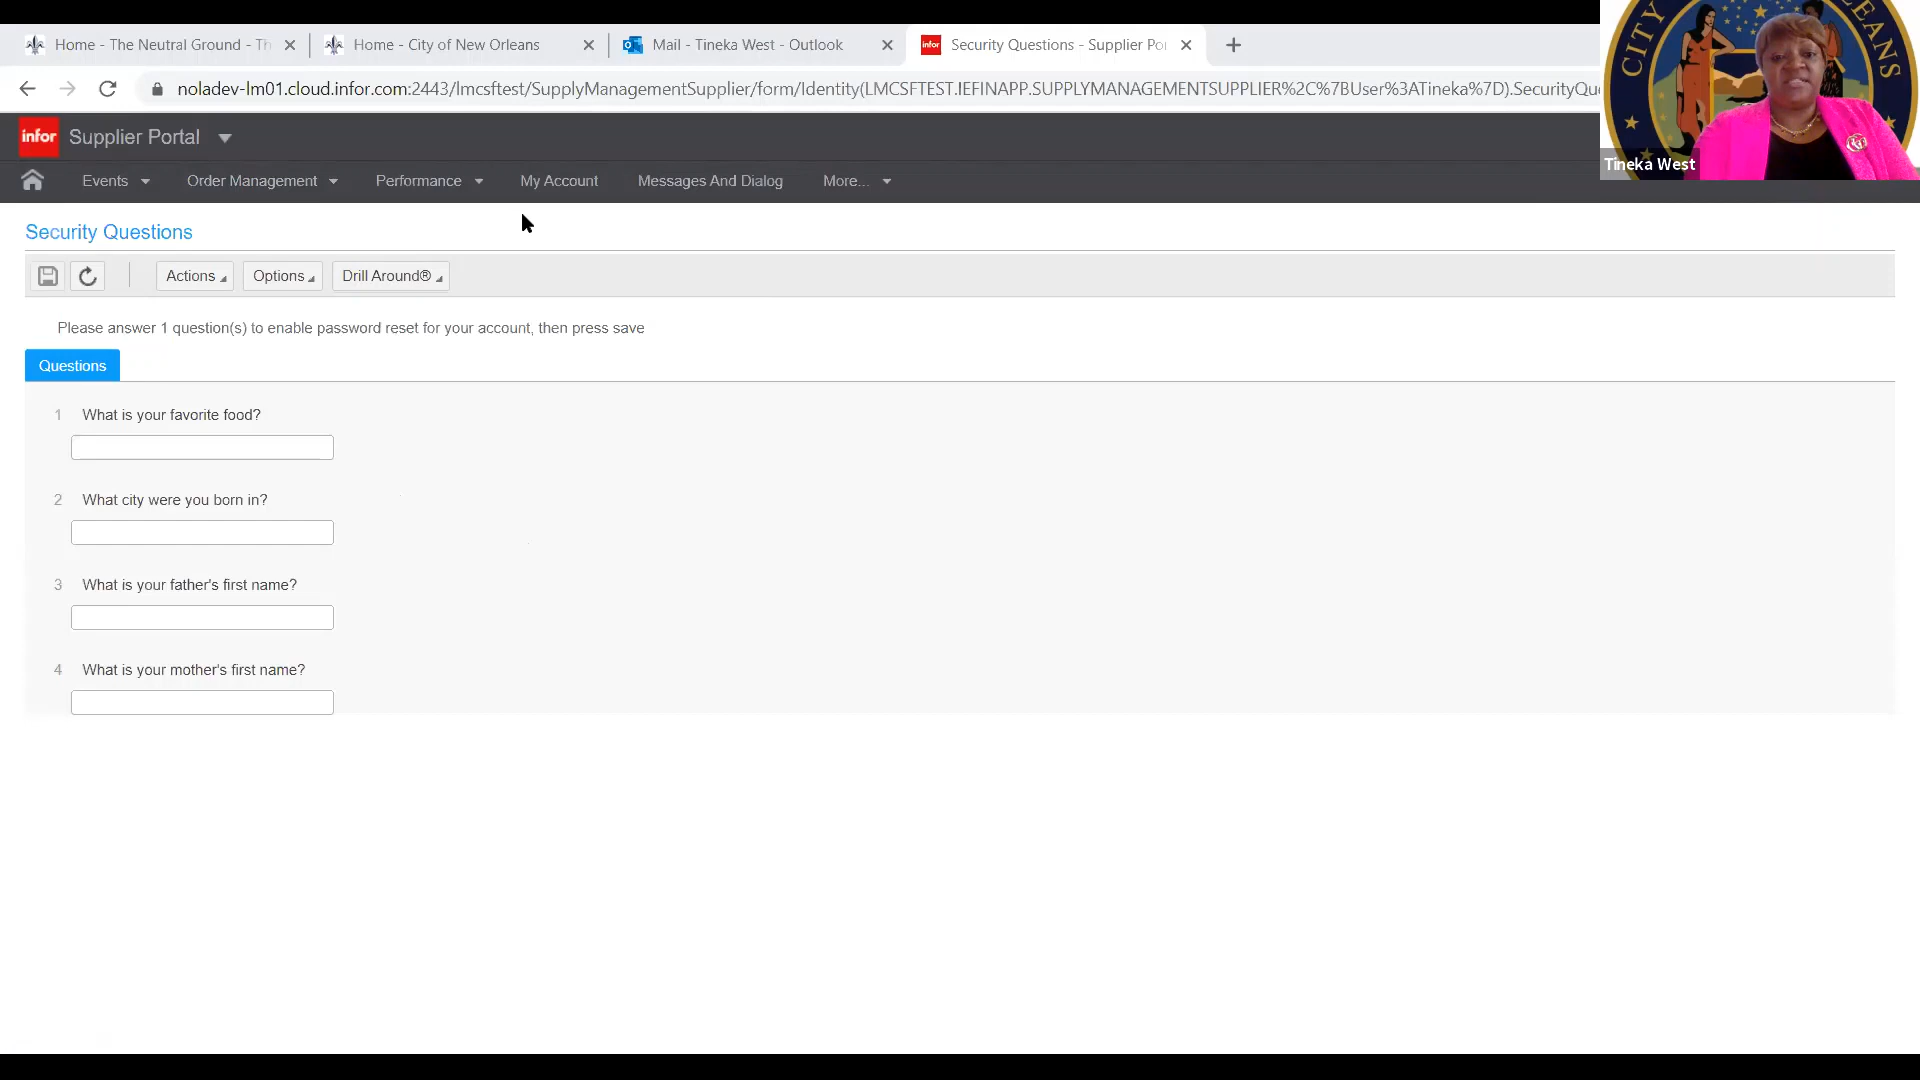 Home - The Neutral Ground - Th
Home - City of New Orleans
Mail - Tineka West - Outlook
infor
Security Questions - Supplier Po
noladev-lm01.cloud.infor.com:2443/lmcsftest/SupplyManagementSupplier/form/Identity(LMCSFTEST.IEFINAPP.SUPPLYMANAGEMENTSUPPLIER%2C%7BUser%3ATineka%7D).SecurityQu
CITY
LEANS
Tineka West
infor
Supplier Portal
Events
Order Management
Performance
My Account
Messages And Dialog
More...
Security Questions
Actions
Options
Drill Around®
Please answer 1 question(s) to enable password reset for your account, then press save
Questions
1 What is your favorite food?
2 What city were you born in?
3 What is your father's first name?
4 What is your mother's first name?